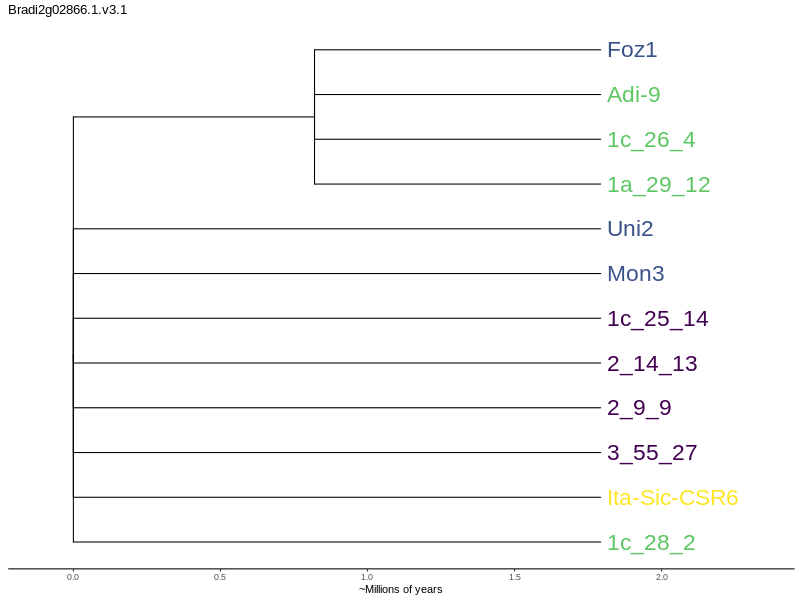 Bradi2g02866.1.v3.1
Foz1
Adi-9
1c_26_4
1a_29_12
Uni2
Mon3
1c_25_14
2_14_13
2_9_9
3_55_27
Ita-Sic-CSR6
1c_28_2
0.0 0.5 1.0 1.5 2.0
~Millions of years